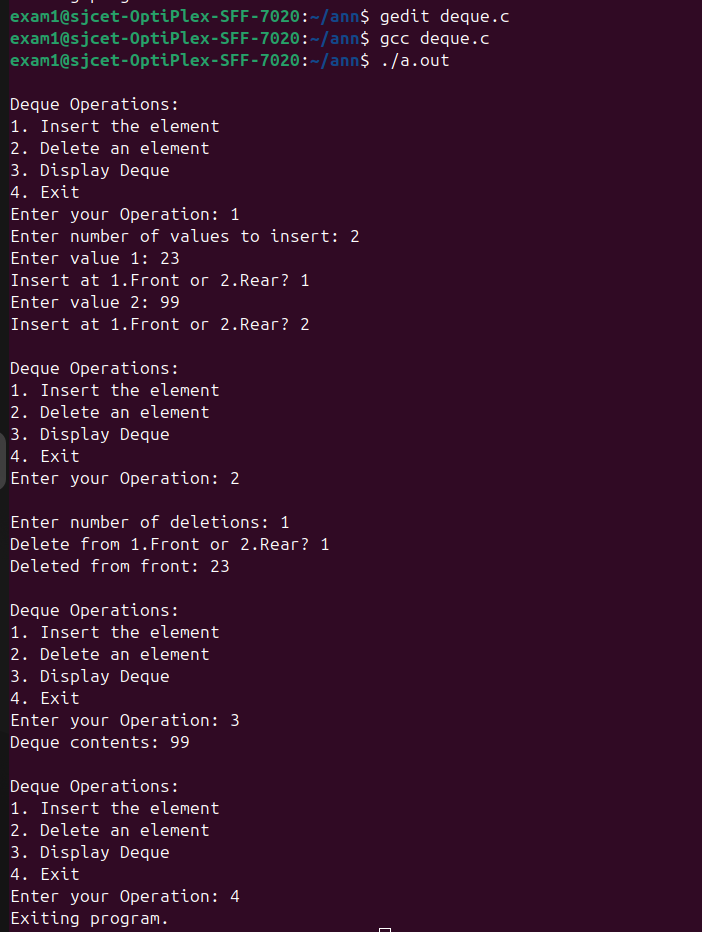 exam1@sjcet-OptiPlex-SFF-7020:~/ann$ gedit deque.c
exam1@sjcet-OptiPlex-SFF-7020:~/ann$ gcc deque.c
exam1@sjcet-OptiPlex-SFF-7020:~/ann$ ./a.out

Deque Operations:
1. Insert the element
2. Delete an element
3. Display Deque
4. Exit
Enter your Operation: 1
Enter number of values to insert: 2
Enter value 1: 23
Insert at 1.Front or 2.Rear? 1
Enter value 2: 99
Insert at 1.Front or 2.Rear? 2

Deque Operations:
1. Insert the element
2. Delete an element
3. Display Deque
4. Exit
Enter your Operation: 2

Enter number of deletions: 1
Delete from 1.Front or 2.Rear? 1
Deleted from front: 23

Deque Operations:
1. Insert the element
2. Delete an element
3. Display Deque
4. Exit
Enter your Operation: 3
Deque contents: 99

Deque Operations:
1. Insert the element
2. Delete an element
3. Display Deque
4. Exit
Enter your Operation: 4
Exiting program.